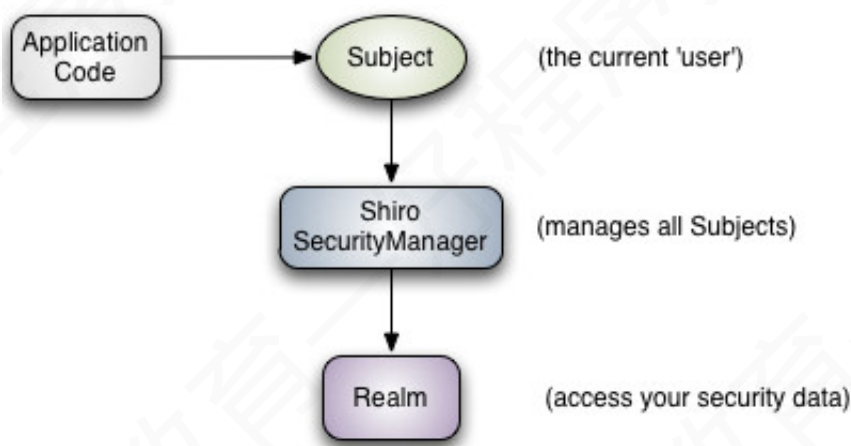 Application
Code
Subject
(the current 'user')
Shiro
SecurityManager
(manages all Subjects)
Realm
(access your security data)